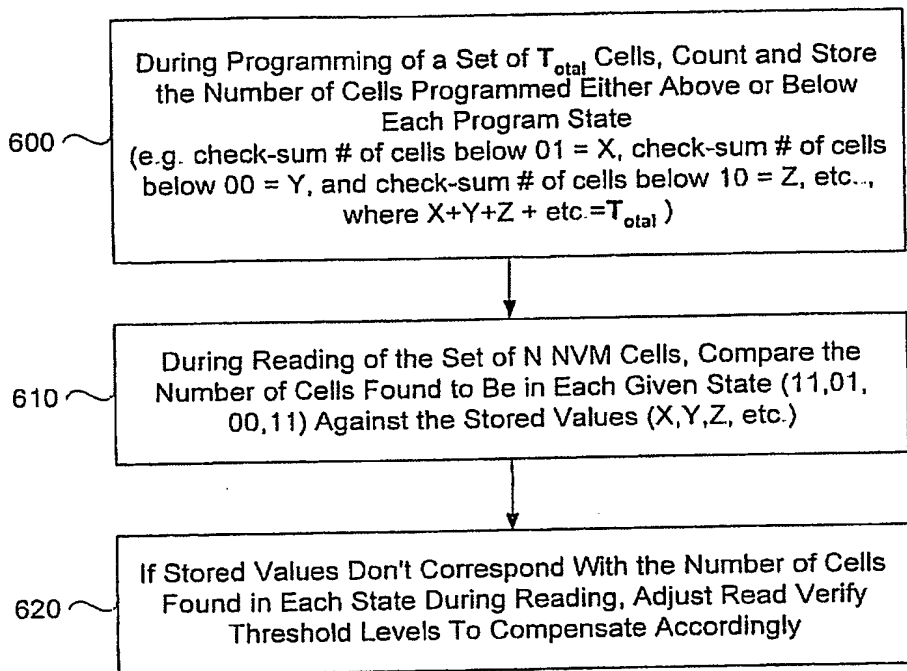 During Programming of a Set of Total Cells, Count and Store
the Number of Cells Programmed Either Above or Below
Each Program State
600
(e.g. check-sum # of cells below 01 = X, check-sum # of cells
below 00 = Y, and check-sum # of cells below 10 = Z, etc..,
where X+Y+Z + etc.=Total )
During Reading of the Set of N NVM Cells, Compare the
610
Number of Cells Found to Be in Each Given State (11,01,
00,11) Against the Stored Values (X,Y,Z, etc.)
If Stored Values Don't Correspond With the Number of Cells
620
Found in Each State During Reading, Adjust Read Verify
Threshold Levels To Compensate Accordingly